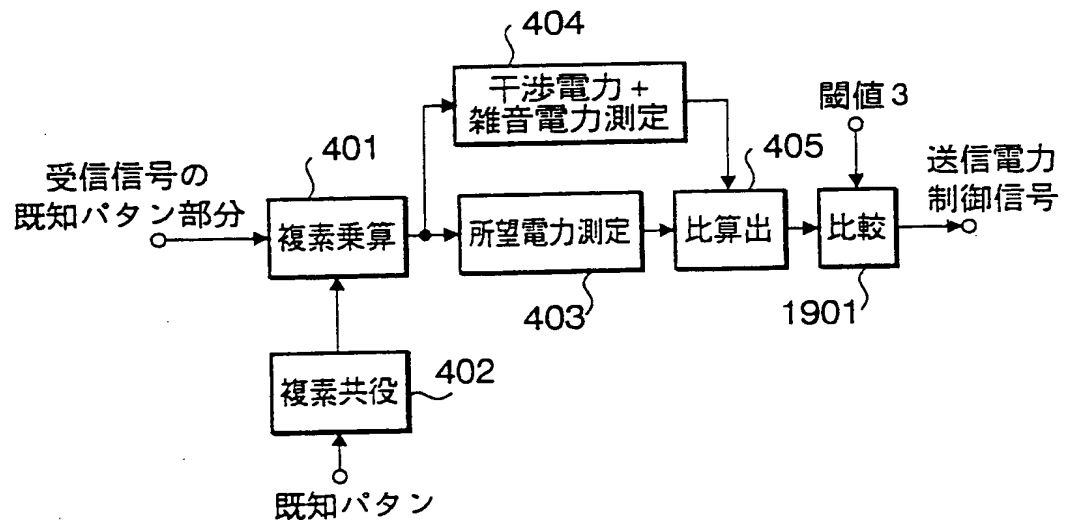 404
干渉電力+
雑音電力測定
閾値3
401
405
送信電力
制御信号
受信信号の
既知パタン部分
複素乗算
所望電力測定
比算出
比較
403
1901
複素共役
402
既知パタン